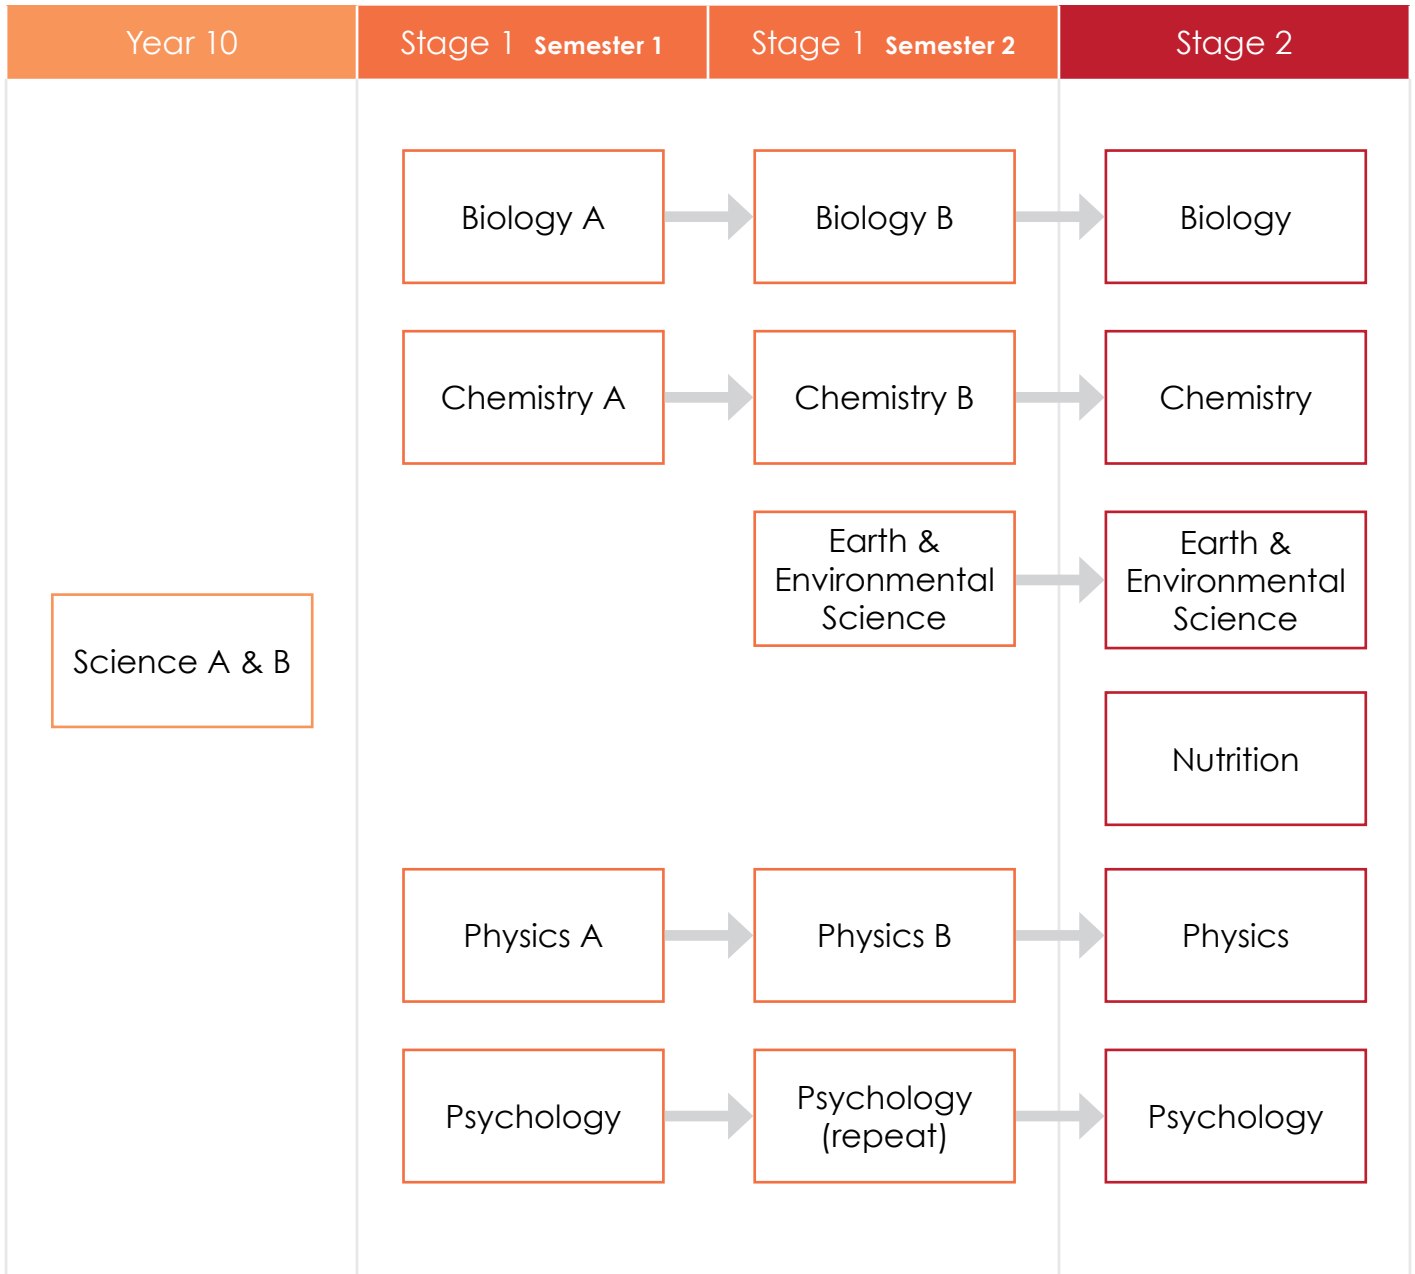 Year 10
Stage 1 Semester 1
Stage 1 Semester 2
Stage 2
Biology A
Biology B
Biology
Chemistry A
Chemistry B
Chemistry
Earth &
Environmental
Science
Earth &
Environmental
Science
Science A & B
Nutrition
Physics A
Physics B
Physics
Psychology
Psychology
(repeat)
Psychology